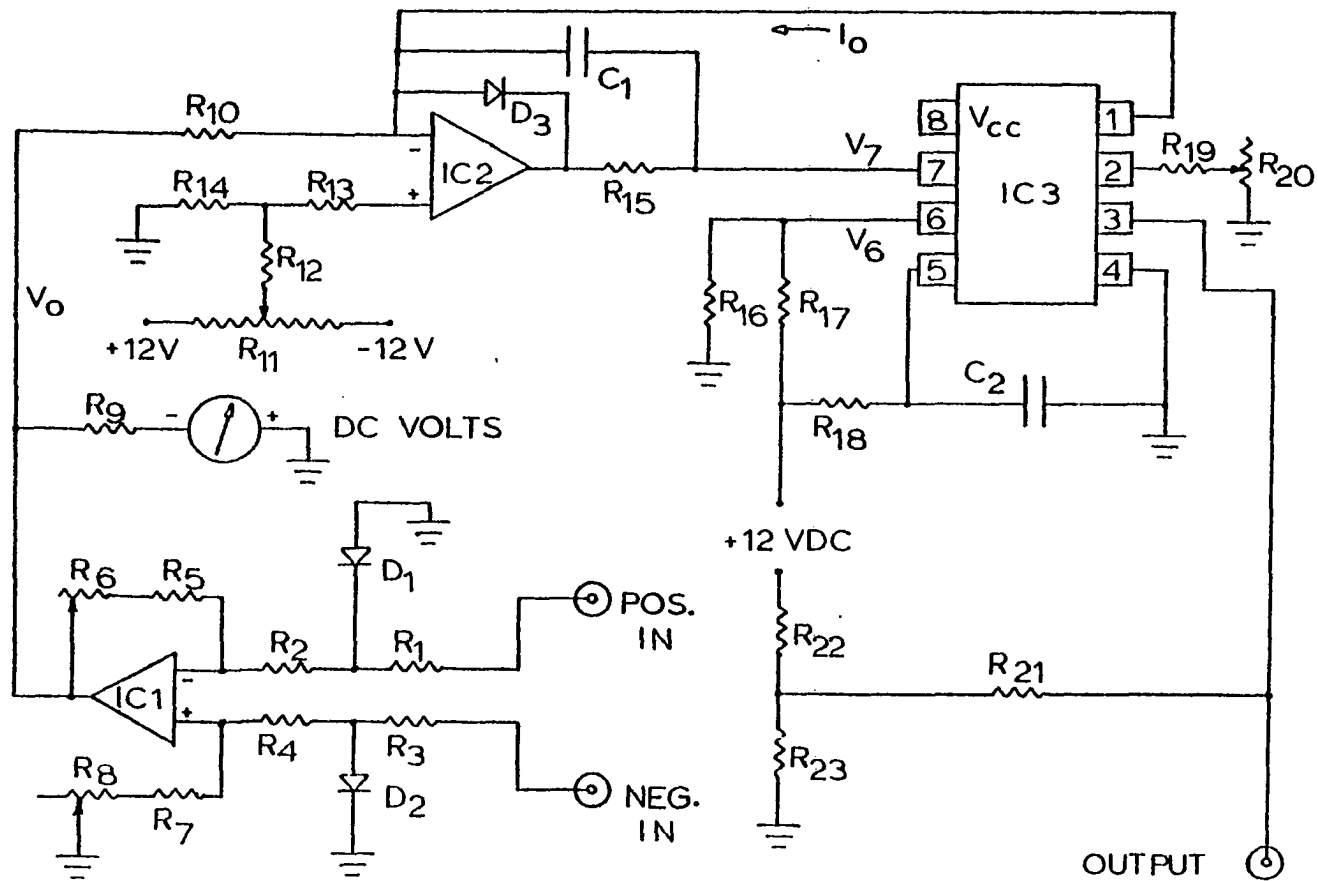 I0
C1
R10
D3
8 VCC 1
V7
7 2 R19
R20
- IC2
IC3
R14 R13 +
R15
6 3
V6
5 4
R12
R16 R17
V0
+12V R11 -12V
C2
R9 - + DC VOLTS
R18
+12 VDC
R6 R5 D1
POS.
IN
R2 R1
R22
R21
IC1 -
+
R4 R3
R23
R8 R7 D2
NEG.
IN
OUTPUT